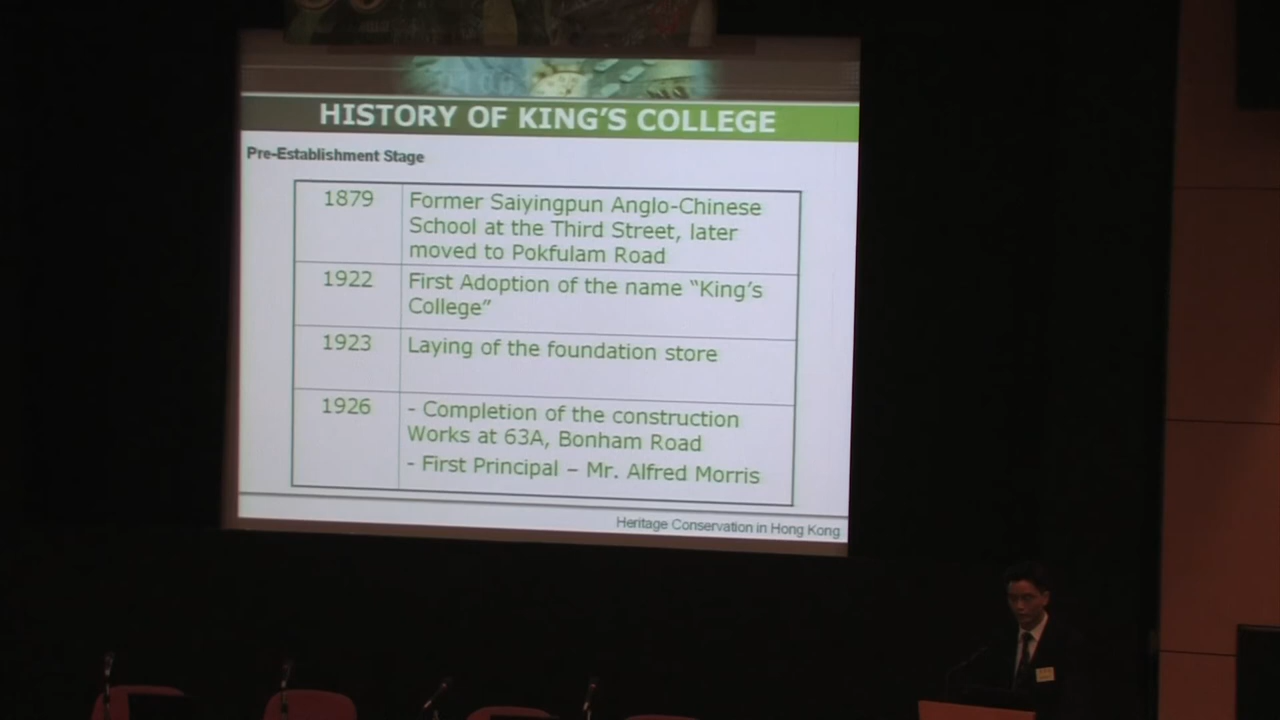 HISTORY OF KING'S COLLEGE
Pre-Establishment Stage
1879
Former Saiyingpun Anglo-Chinese
School at the Third Street, later
moved to Pokfulam Road
1922
First Adoption of the name “King's
College”
1923
Laying of the foundation store
1926
- Completion of the construction
Works at 63A, Bonham Road
- First Principal – Mr. Alfred Morris
Heritage Conservation in Hong Kong